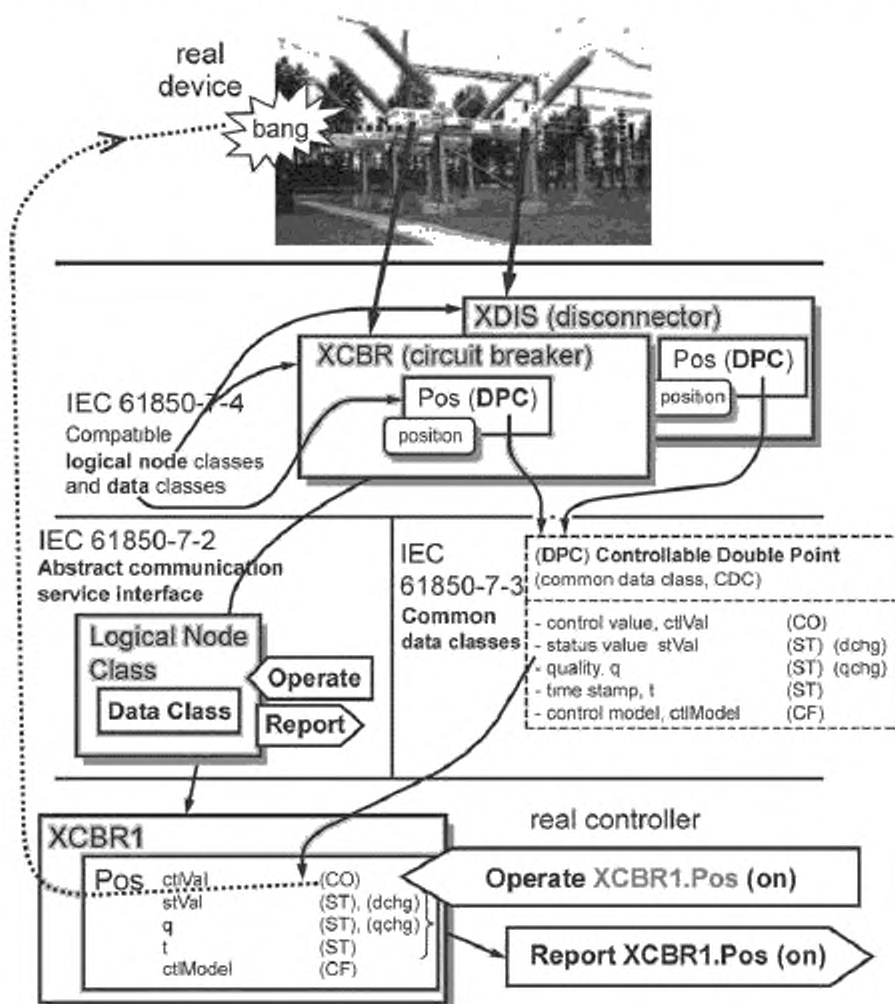 real
device
bang
XDIS (disconnector)
Pos (DPC)
position
XCBR (circuit breaker)
Pos (DPC)
position
IEC 61850-7-4
Compatible
logical node classes
and data classes
IEC 61850-7-2
Abstract communication
service interface
Logical Node
Class
Data Class
Operate
Report
IEC
61850-7-3
Common
data classes
(DPC) Controllable Double Point
(common data class, CDC)
- control value, ctlVal (CO)
- status value stVal (ST) (dchg)
- quality. q (ST) (qchg)
- time stamp, t (ST)
- control model, ctlModel (CF)
real controller
XCBR1
Pos ctlVal (CO)
stVal (ST), (dchg)
q (ST), (qchg)
t (ST)
ctlModel (CF)
Operate XCBR1.Pos (on)
Report XCBR1.Pos (on)